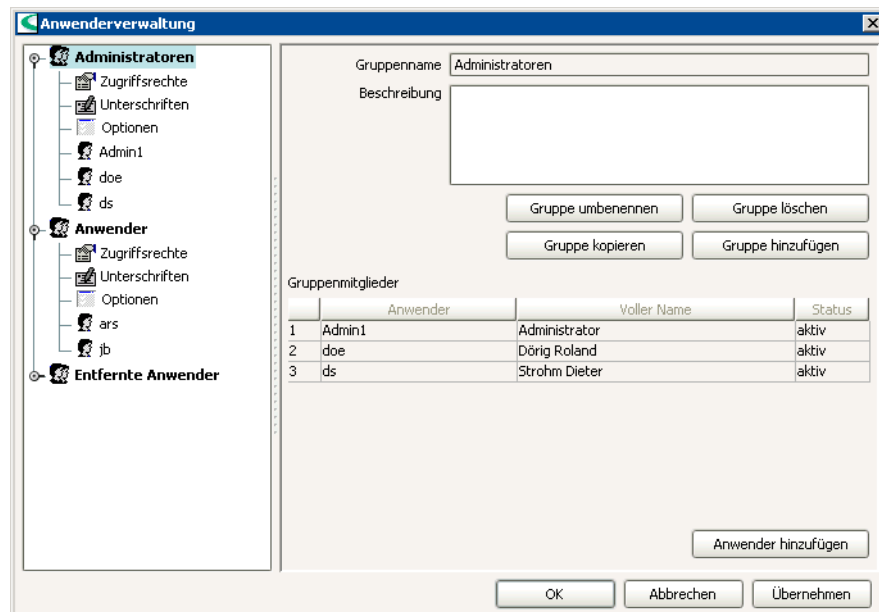 Anwenderverwaltung
Administratoren
Zugriffsrechte
Unterschriften
Optionen
Admin1
doe
ds
Anwender
Zugriffsrechte
Unterschriften
Optionen
ars
jb
Entfernte Anwender
Gruppenname Administratoren
Beschreibung
Gruppe umbenennen Gruppe löschen
Gruppe kopieren Gruppe hinzufügen
Gruppenmitglieder
Anwender Voller Name Status
1 Admin1 Administrator aktiv
2 doe Dörig Roland aktiv
3 ds Strohm Dieter aktiv
Anwender hinzufügen
OK Abbrechen Übernehmen